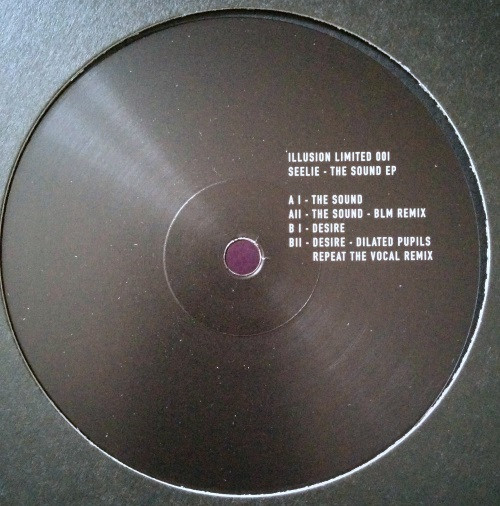 ILLUSION LIMITED 001
SEELIE - THE SOUND EP
A I - THE SOUND
AII - THE SOUND - BLM REMIX
B I - DESIRE
BII - DESIRE - DILATED PUPILS
REPEAT THE VOCAL REMIX